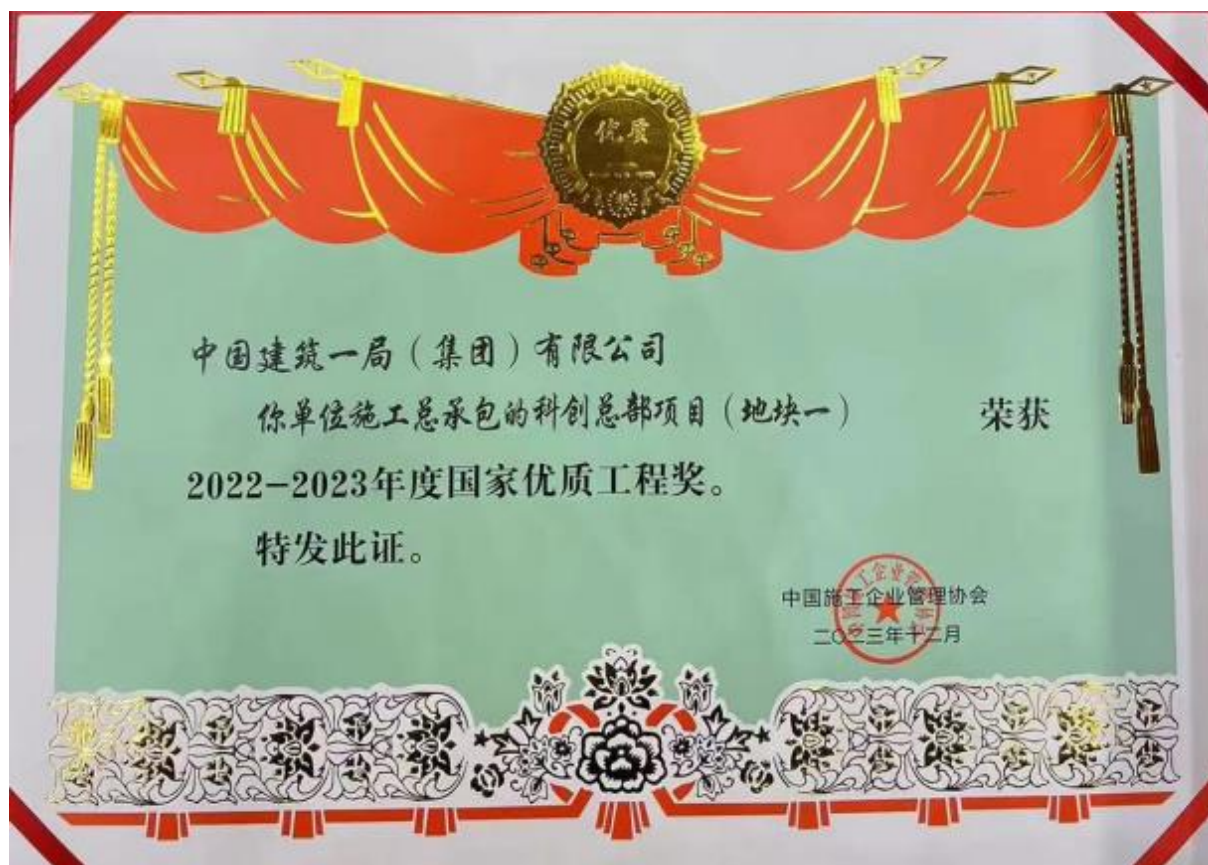 优质
中国建筑一局（集团）有限公司
你单位施工总承包的科创总部项目（地块一） 荣获
2022-2023年度国家优质工程奖。
特发此证。
中国施工企业管理协会
二〇二三年十二月